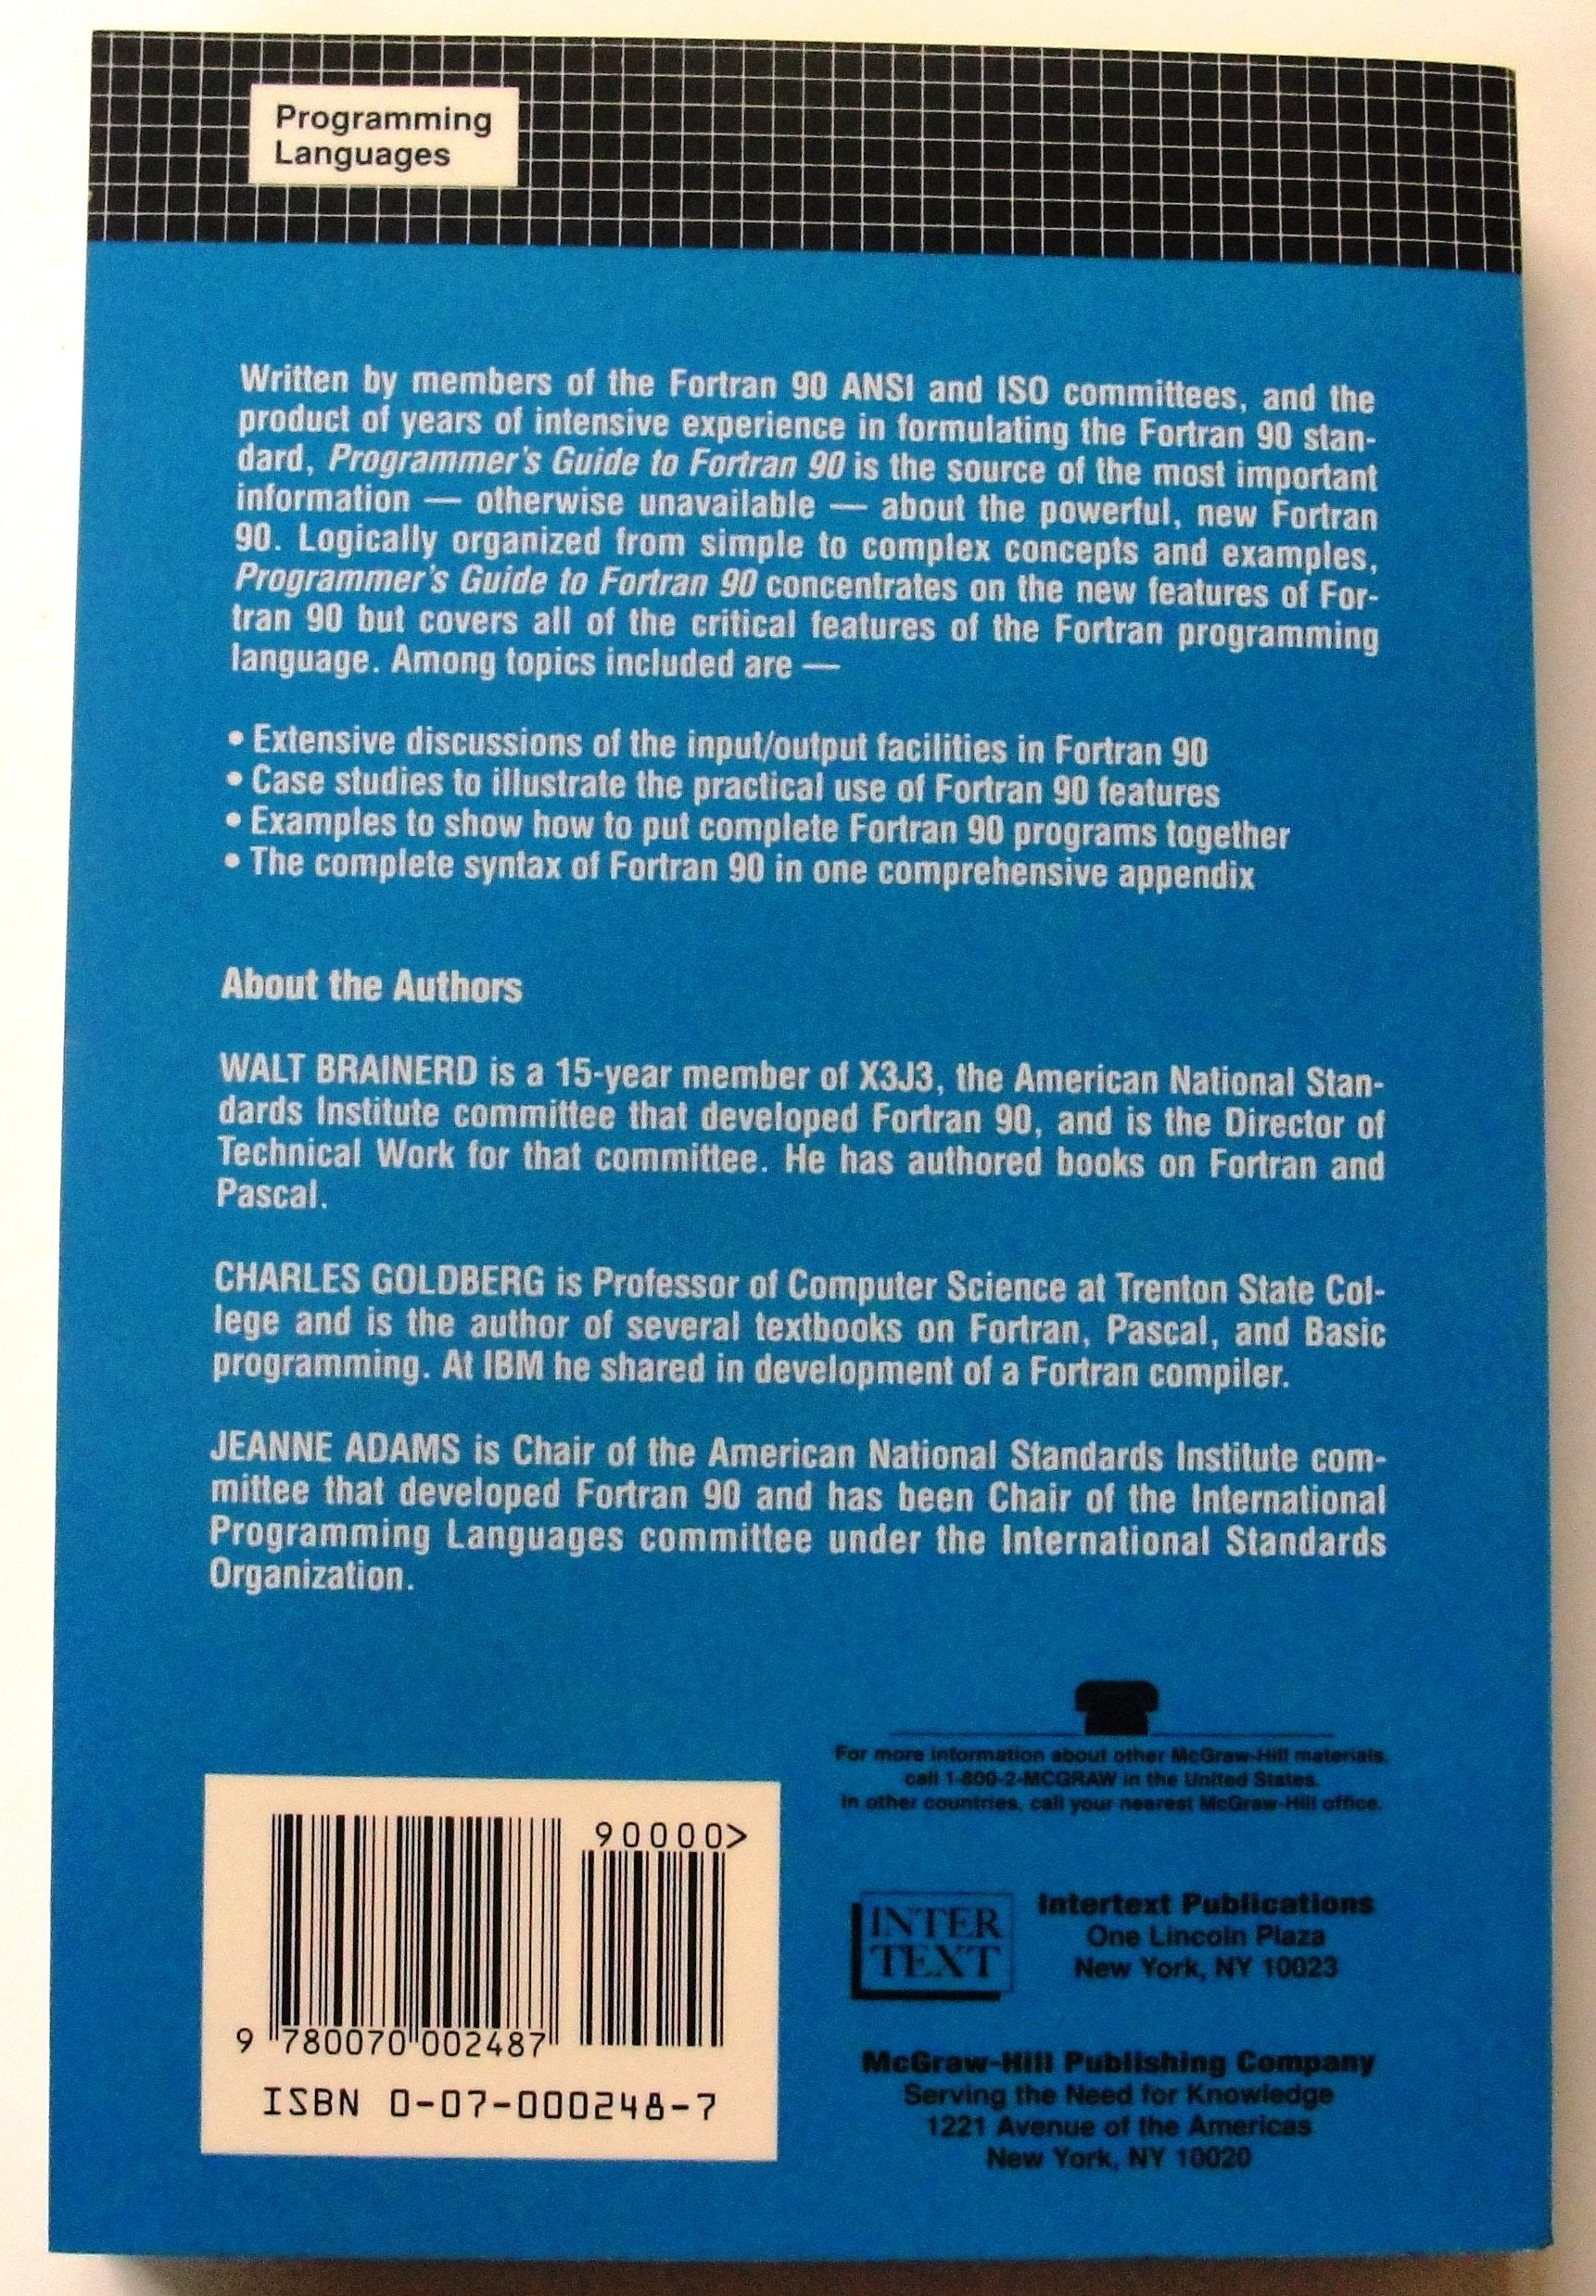 Programming
Languages
Written by members of the Fortran 90 ANSI and ISO committees, and the
product of years of intensive experience in formulating the Fortran 90 stan-
dard, Programmer's Guide to Fortran 90 is the source of the most important
information — otherwise unavailable — about the powerful, new Fortran
90. Logically organized from simple to complex concepts and examples,
Programmer's Guide to Fortran 90 concentrates on the new features of For-
tran 90 but covers all of the critical features of the Fortran programming
language. Among topics included are —
• Extensive discussions of the input/output facilities in Fortran 90
• Case studies to illustrate the practical use of Fortran 90 features
• Examples to show how to put complete Fortran 90 programs together
• The complete syntax of Fortran 90 in one comprehensive appendix
About the Authors
WALT BRAINERD is a 15-year member of X3J3, the American National Stan-
dards Institute committee that developed Fortran 90, and is the Director of
Technical Work for that committee. He has authored books on Fortran and
Pascal.
CHARLES GOLDBERG is Professor of Computer Science at Trenton State Col-
lege and is the author of several textbooks on Fortran, Pascal, and Basic
programming. At IBM he shared in development of a Fortran compiler.
JEANNE ADAMS is Chair of the American National Standards Institute com-
mittee that developed Fortran 90 and has been Chair of the International
Programming Languages committee under the International Standards
Organization.
For more information about other McGraw-Hill materials,
call 1-800-2-MCGRAW in the United States.
In other countries, call your nearest McGraw-Hill office.
INTER
TEXT
Intertext Publications
One Lincoln Plaza
New York, NY 10023
McGraw-Hill Publishing Company
Serving the Need for Knowledge
1221 Avenue of the Americas
New York, NY 10020
90000>
9 780070 002487
ISBN 0-07-000248-7